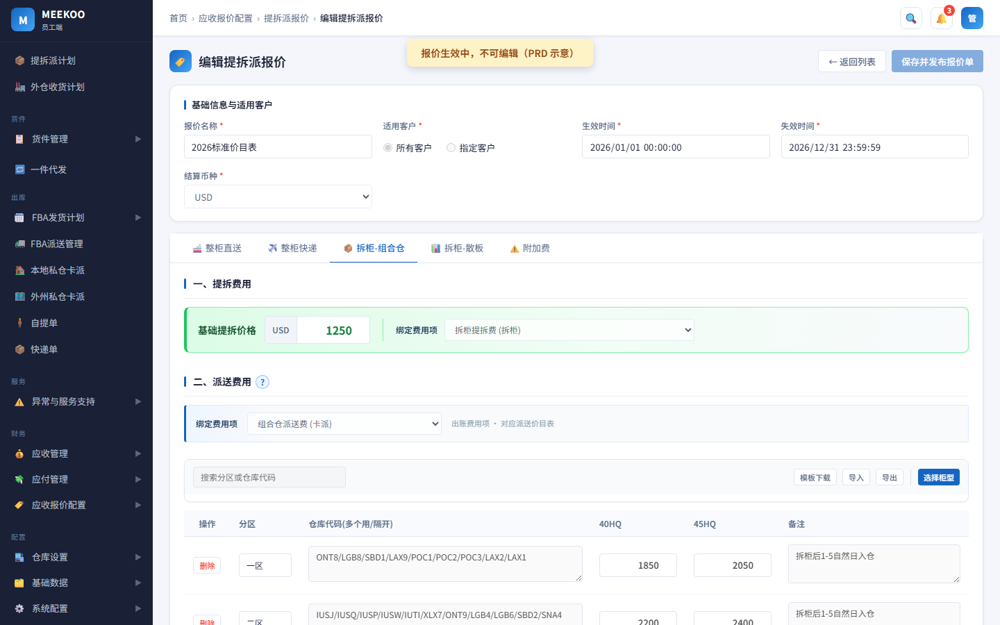 M
MEEKOO
员工端
提拆派计划
外仓收货计划
货件
货件管理
一件代发
出库
FBA发货计划
FBA派送管理
本地私仓卡派
外州私仓卡派
自提单
快递单
服务
异常与服务支持
财务
应收管理
应付管理
应收报价配置
配置
仓库设置
基础数据
系统配置
首页 › 应收报价配置 › 提拆派报价 › 编辑提拆派报价
3
管
报价生效中，不可编辑（PRD 示意）
编辑提拆派报价
← 返回列表
保存并发布报价单
基础信息与适用客户
报价名称 * 适用客户 * 生效时间 * 失效时间 *
2026标准价目表 所有客户 指定客户 2026/01/01 00:00:00 2026/12/31 23:59:59
结算币种 *
USD
整柜直送 整柜快递 拆柜-组合仓 拆柜-散板 附加费
一、提拆费用
基础提拆价格 USD 1250 绑定费用项 拆柜提拆费 (拆柜)
二、派送费用 ?
绑定费用项 组合仓派送费 (卡派) 出账费用项 · 对应派送价目表
搜索分区或仓库代码 模板下载 导入 导出 选择柜型
操作 分区 仓库代码(多个用/隔开) 40HQ 45HQ 备注
删除 一区 ONT8/LGB8/SBD1/LAX9/POC1/POC2/POC3/LAX2/LAX1 1850 2050 拆柜后1-5自然日入仓
删除 二区 IUSJ/IUSQ/IUSP/IUSW/IUTI/XLX7/ONT9/LGB4/LGB6/SBD2/SNA4 2200 2400 拆柜后1-5自然日入仓